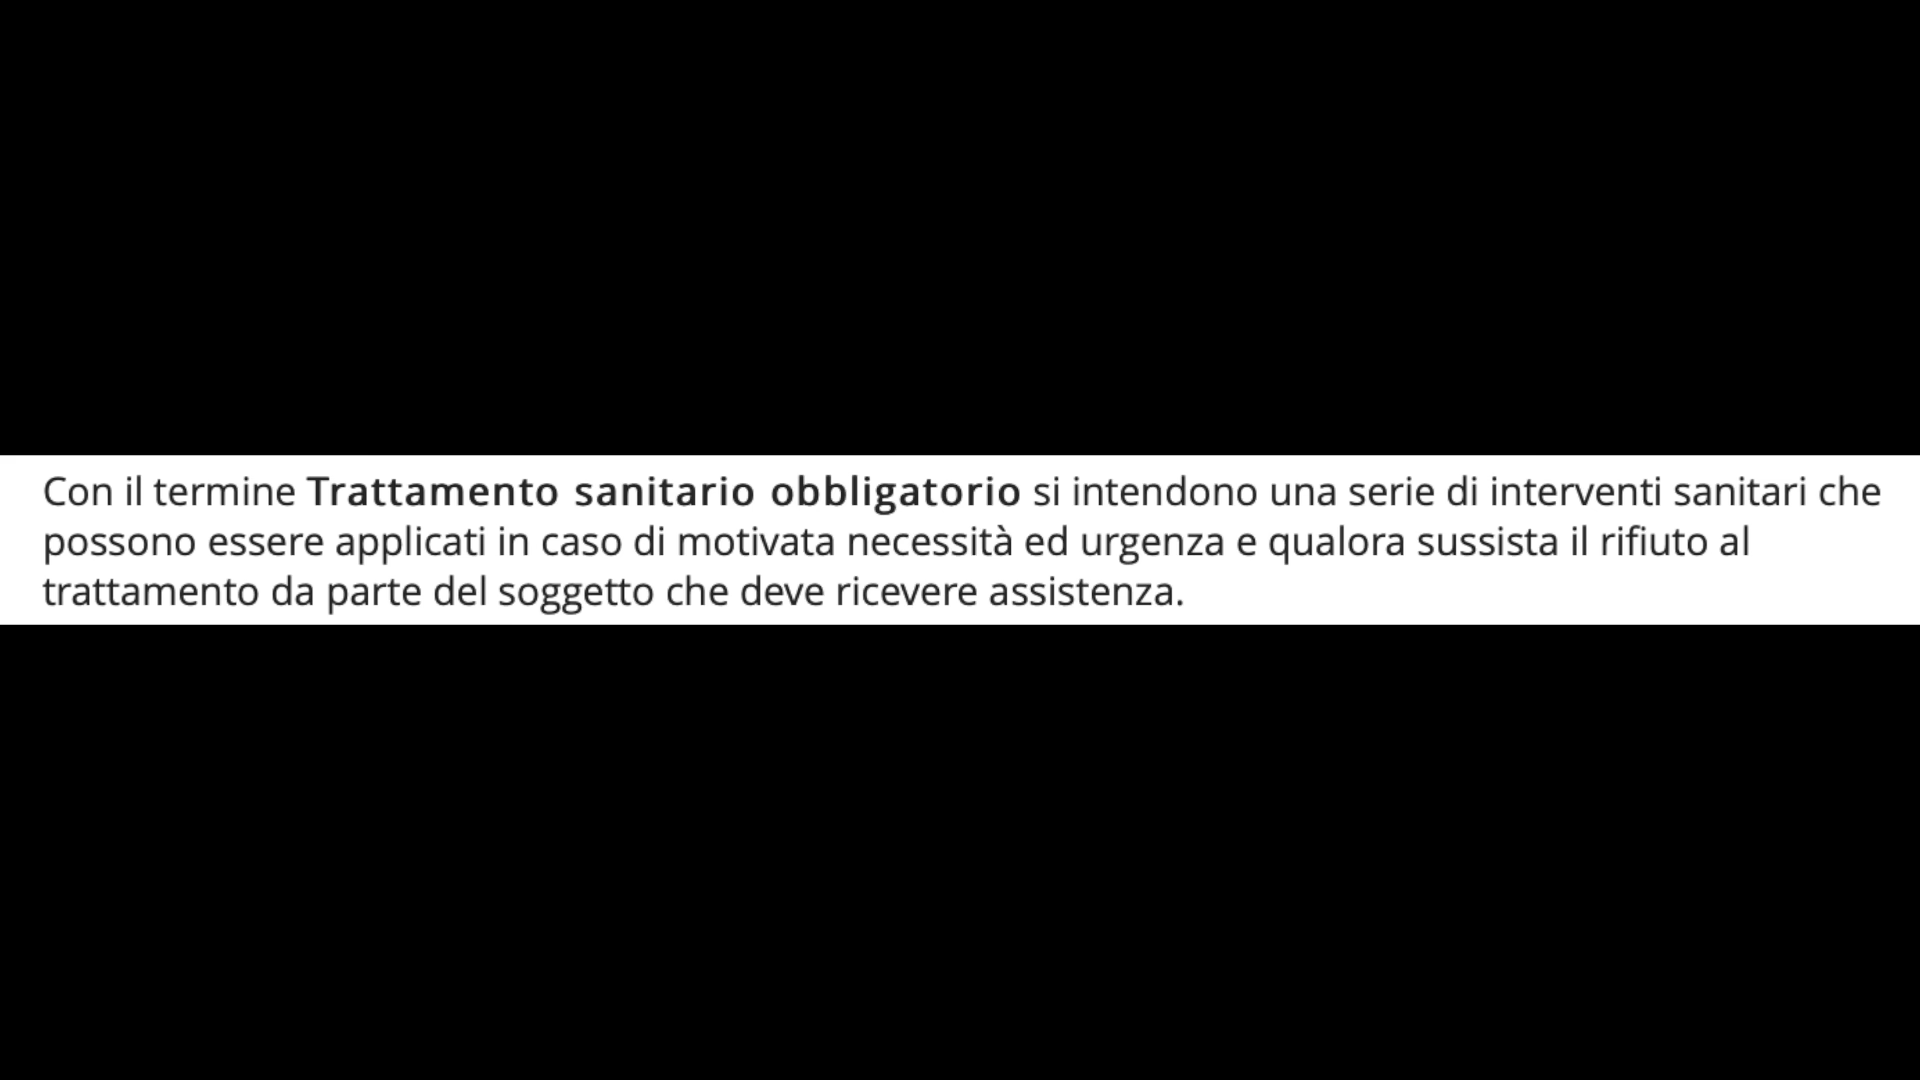 Con il termine Trattamento sanitario obbligatorio si intendono una serie di interventi sanitari che
possono essere applicati in caso di motivata necessità ed urgenza e qualora sussista il rifiuto al
trattamento da parte del soggetto che deve ricevere assistenza.